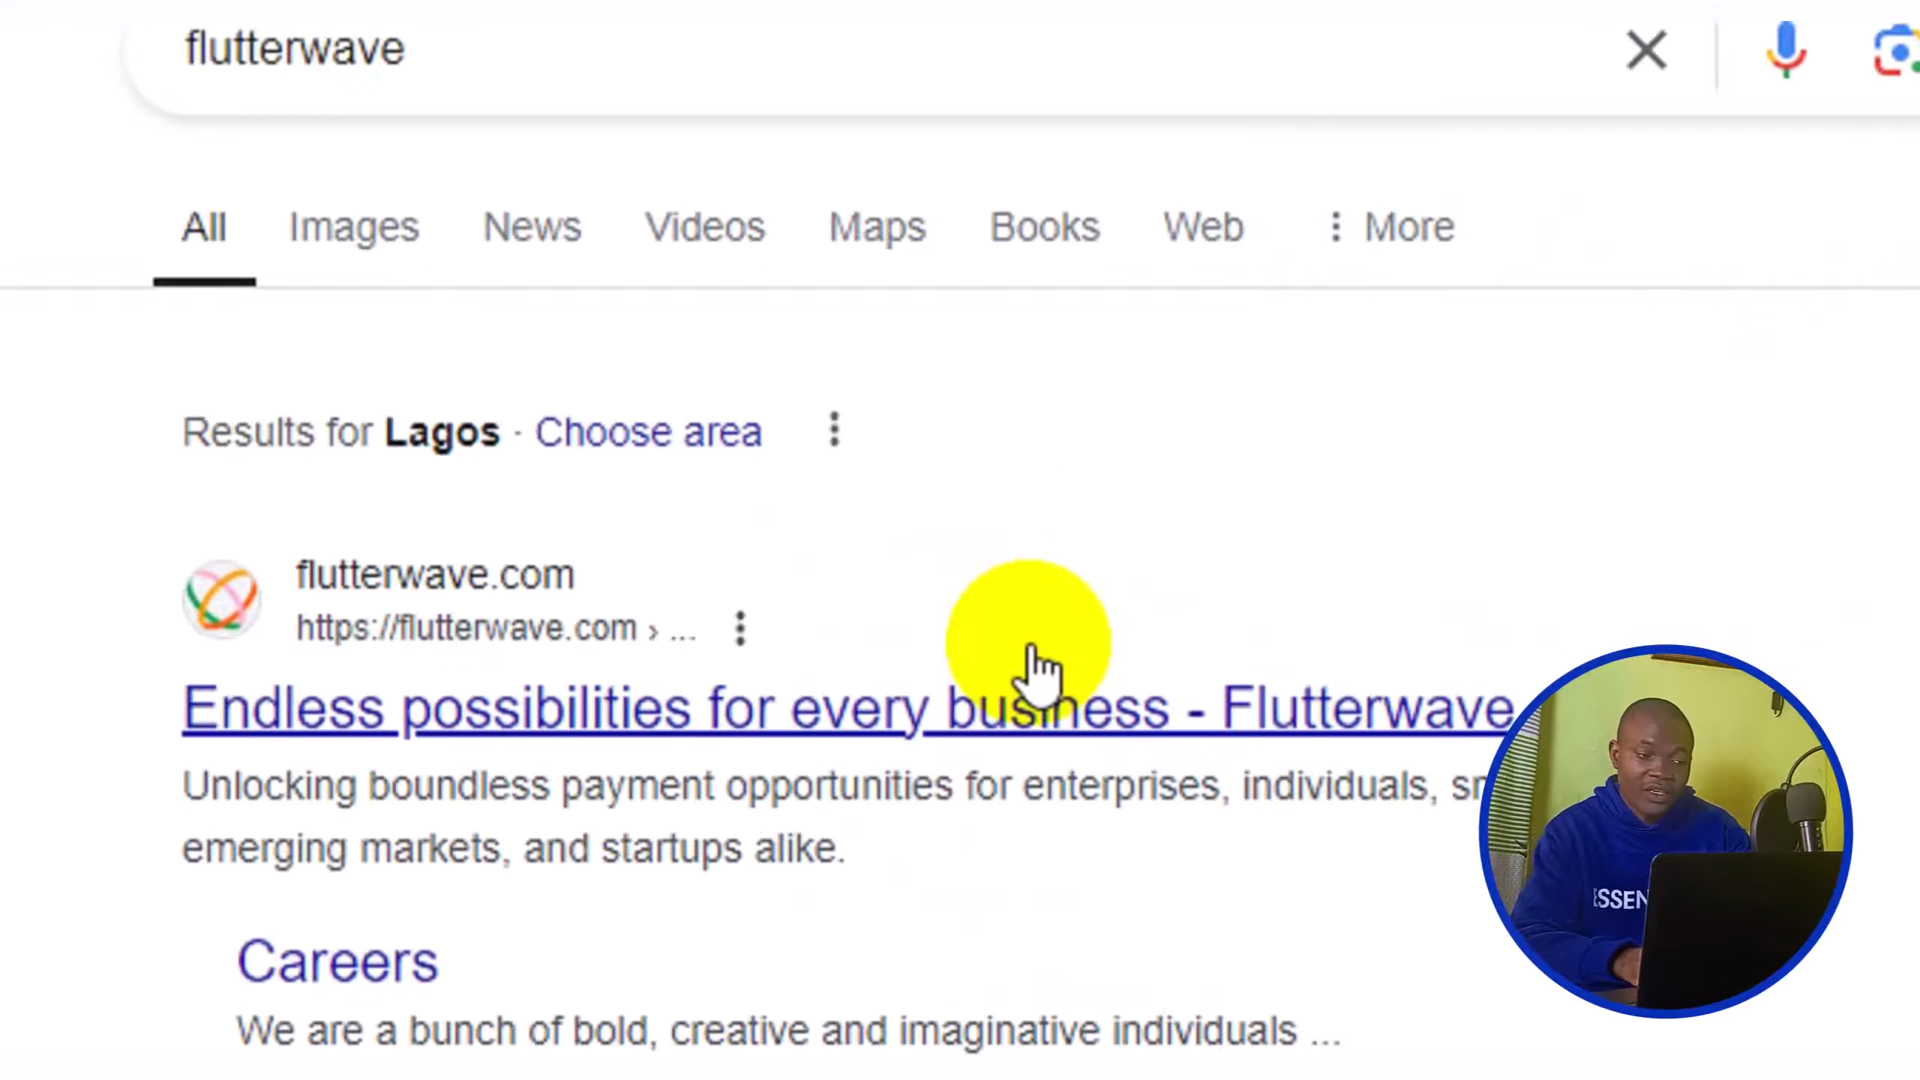 flutterwave
All Images News Videos Maps Books Web More
Results for Lagos · Choose area
flutterwave.com
https://flutterwave.com › ...
Endless possibilities for every business - Flutterwave
Unlocking boundless payment opportunities for enterprises, individuals,
emerging markets, and startups alike.
ESSEN
Careers
We are a bunch of bold, creative and imaginative individuals ...